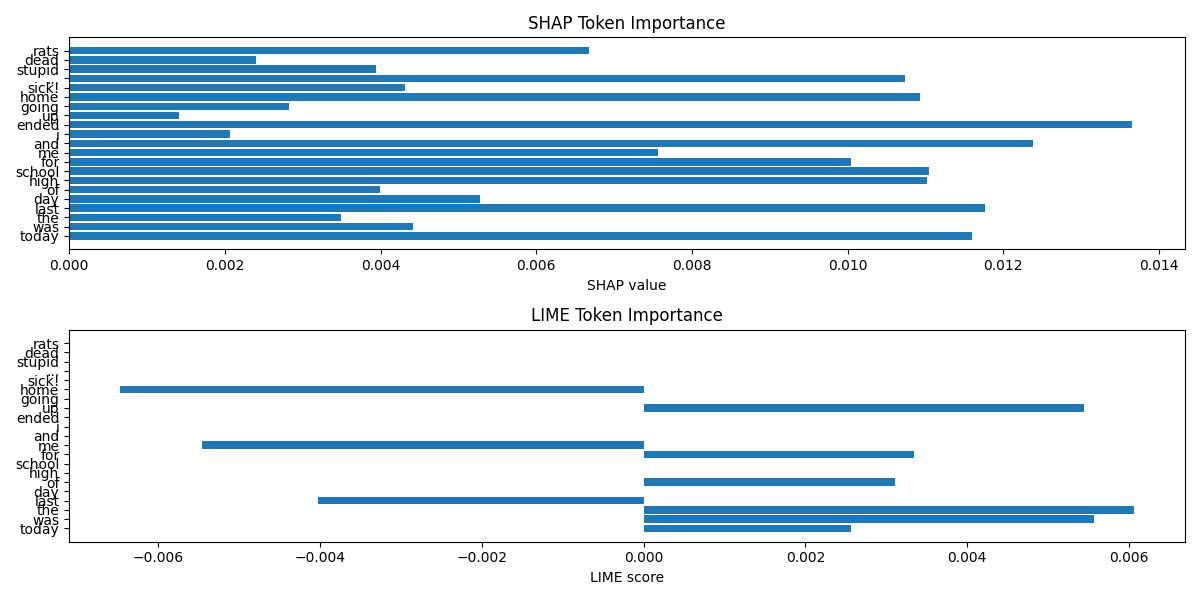 SHAP Token Importance
rats
dead
stupid
sick!
home
going
up
ended
i
and
me
for
school
high
of
day
last
the
was
today
0.000 0.002 0.004 0.006 0.008 0.010 0.012 0.014
SHAP value
LIME Token Importance
rats
dead
stupid
sick!
home
going
up
ended
i
and
me
for
school
high
of
day
last
the
was
today
−0.006 −0.004 −0.002 0.000 0.002 0.004 0.006
LIME score